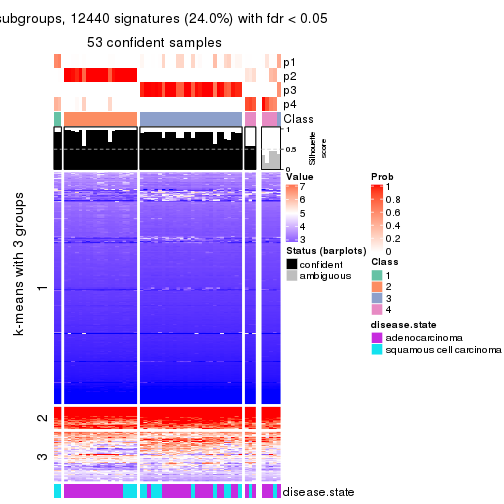 subgroups, 12440 signatures (24.0%) with fdr < 0.05
53 confident samples
p1
p2
p3
p4
Class
1
0.5
0
Silhouette
score
k-means with 3 groups
1
2
3
disease.state
Value
7
6
5
4
3
Status (barplots)
confident
ambiguous
Prob
1
0.8
0.6
0.4
0.2
0
Class
1
2
3
4
disease.state
adenocarcinoma
squamous cell carcinoma